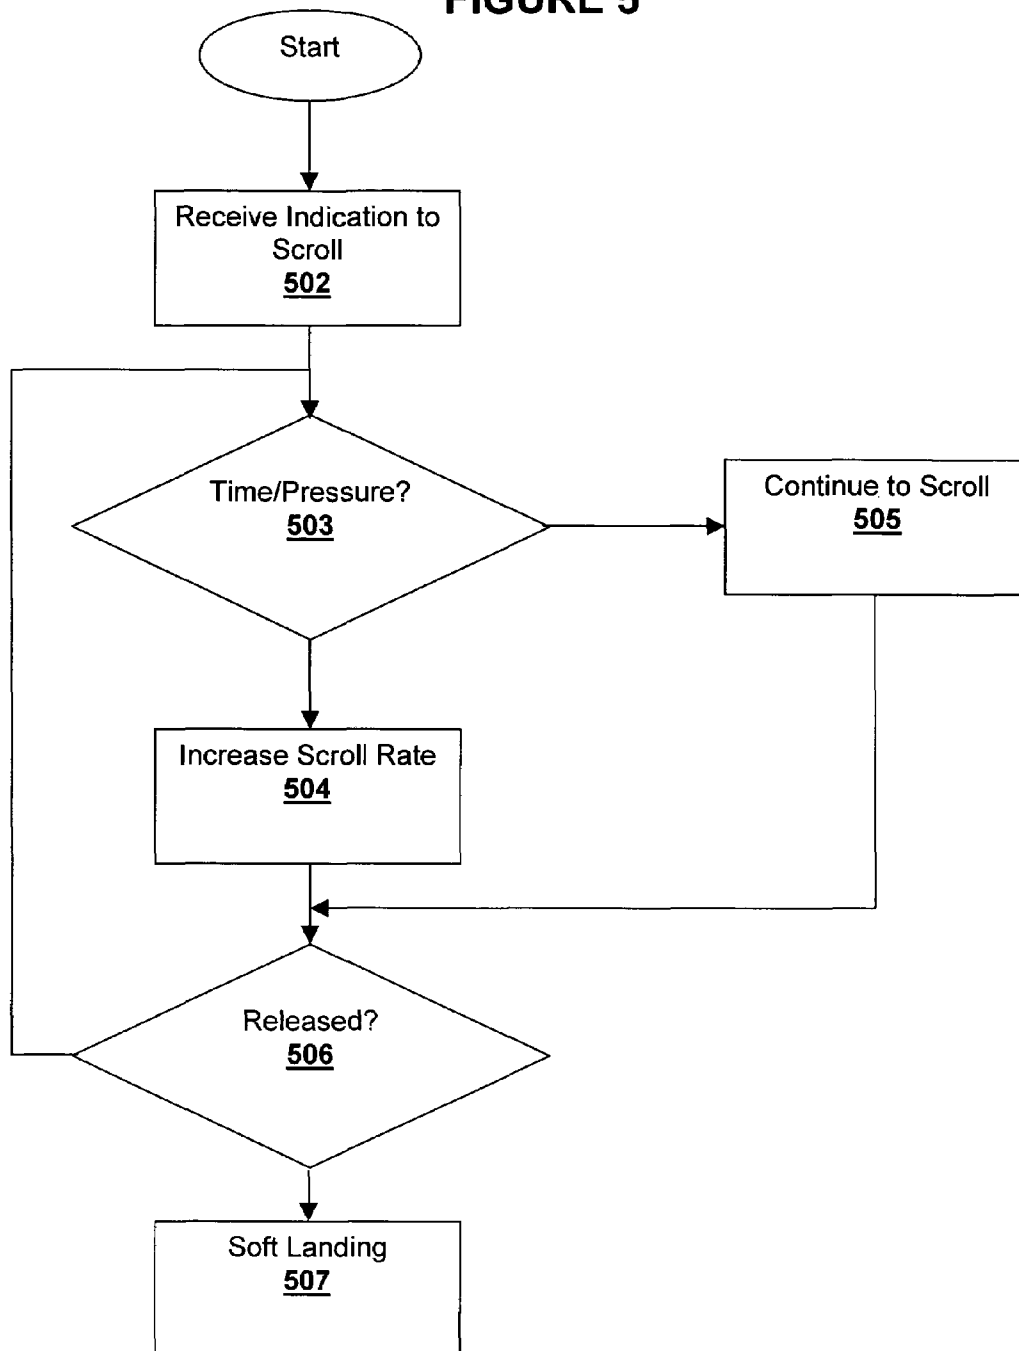 FIGURE 5
Start
Receive Indication to
Scroll
502
Time/Pressure?
503
Continue to Scroll
505
Increase Scroll Rate
504
Released?
506
Soft Landing
507